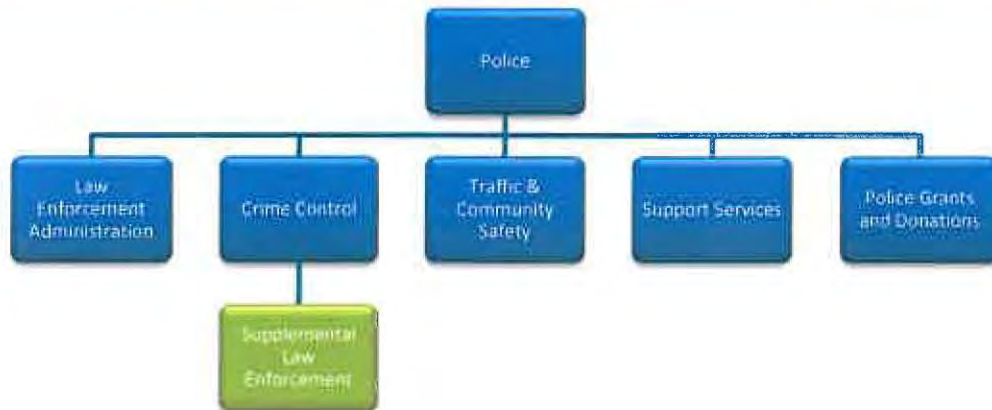 Police
Law
Enforcement
Administration
Crime Control
Traffic &
Community
Safety
Support Services
Police Grants
and Donations
Supplemental
Law
Enforcement